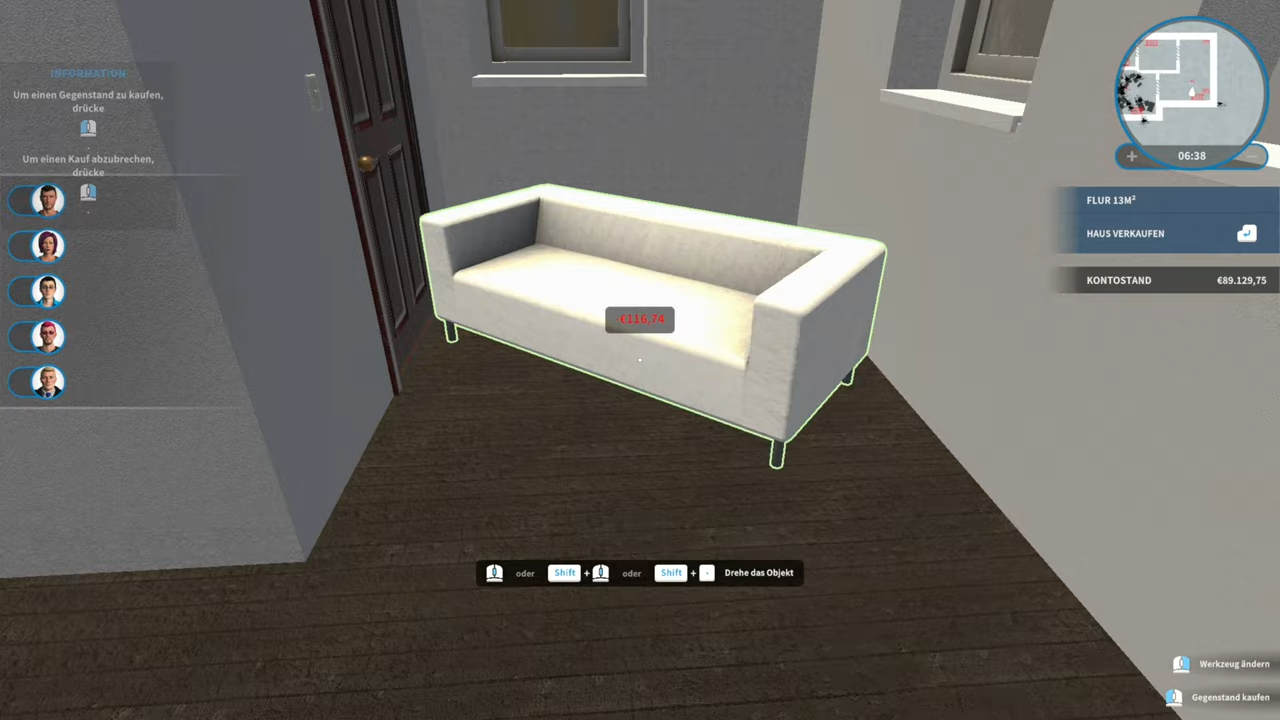 INFORMATION
Um einen Gegenstand zu kaufen,
drücke
Um einen Kauf abzubrechen,
drücke
06:38
FLUR 13M²
HAUS VERKAUFEN
KONTOSTAND €89.129,75
-€116,74
oder Shift + oder Shift + - Drehe das Objekt
Werkzeug ändern
Gegenstand kaufen